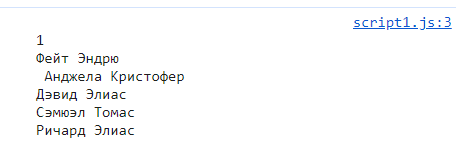 script1.js:3
1
Фейт Эндрю
Анджела Кристофер
Дэвид Элиас
Сэмюэл Томас
Ричард Элиас